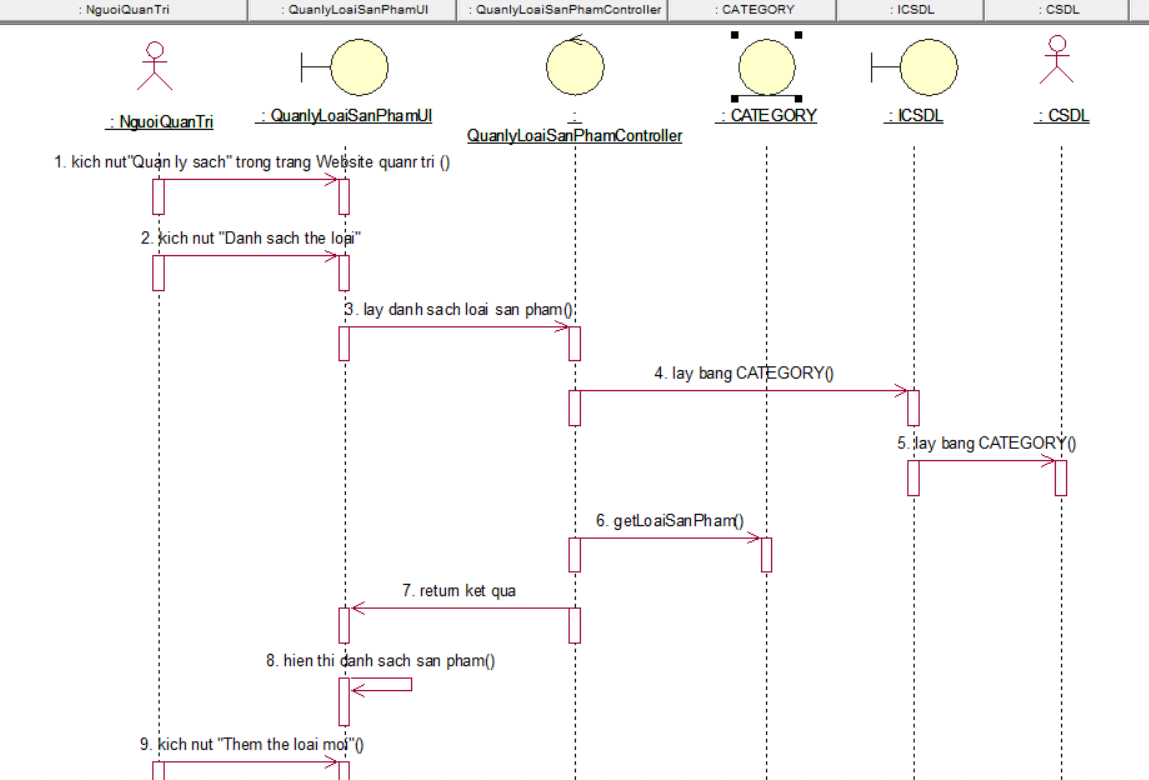 : NguoiQuanTri
: QuanlyLoaiSanPhamUI
: QuanlyLoaiSanPhamController
: CATEGORY
: ICSDL
: CSDL
: NguoiQuanTri
: QuanlyLoaiSanPhamUI
:
QuanlyLoaiSanPhamController
: CATEGORY
: ICSDL
: CSDL
1. kich nut"Quan ly sach" trong trang Website quanr tri ()
2. kich nut "Danh sach the loai"
3. lay danh sach loai san pham()
4. lay bang CATEGORY()
5. lay bang CATEGORY()
6. getLoaiSanPham()
7. return ket qua
8. hien thi danh sach san pham()
9. kich nut "Them the loai moi"()